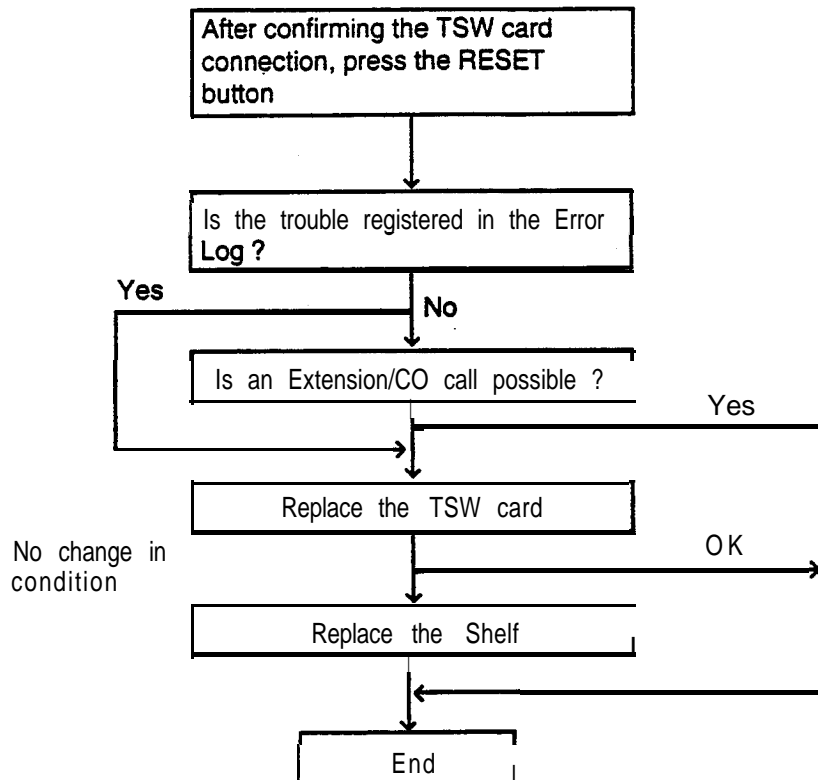 After confirming the TSW card
connection, press the RESET
button
Is the trouble registered in the Error
Log ?
Yes
No
Is an Extension/CO call possible ?
Yes
Replace the TSW card
No change in
condition
OK
Replace the Shelf
End